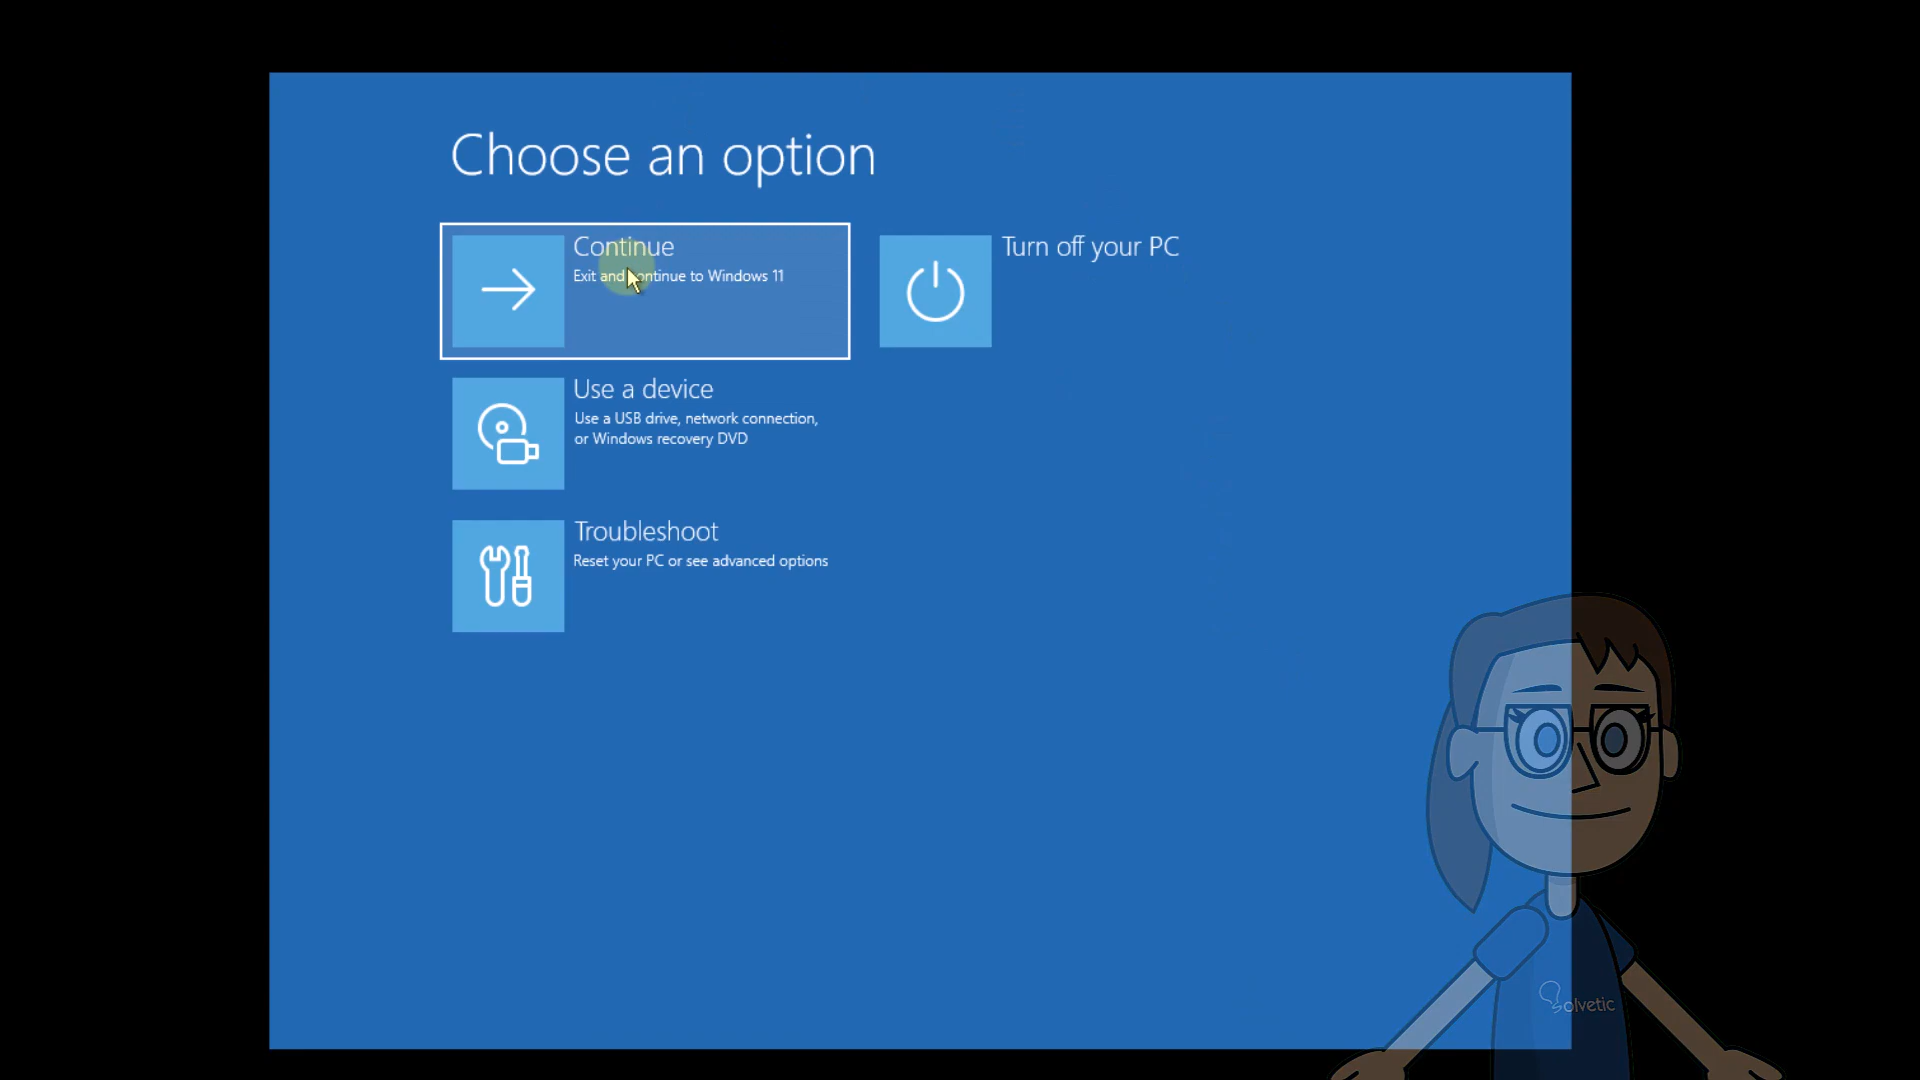 Choose an option
Continue
Exit and continue to Windows 11
Turn off your PC
Use a device
Use a USB drive, network connection,
or Windows recovery DVD
Troubleshoot
Reset your PC or see advanced options
Solvetic